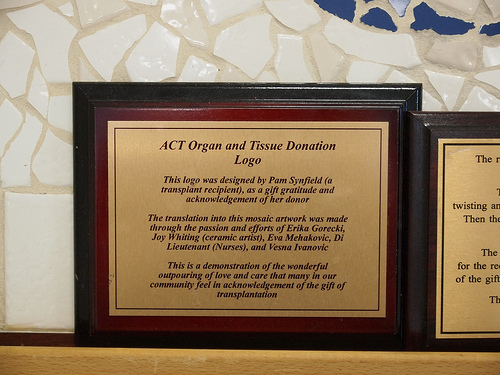 ACT Organ and Tissue Donation
Logo
This logo was designed by Pam Synfield (a
transplant recipient), as a gift gratitude and
acknowledgement of her donor
The translation into this mosaic artwork was made
through the passion and efforts of Erika Gorecki,
Joy Whiting (ceramic artist), Eva Mehakovic, Di
Lieutenant (Nurses), and Vesna Ivanovic
This is a demonstration of the wonderful
outpouring of love and care that many in our
community feel in acknowledgement of the gift of
transplantation
The
twisting
Then the
The
for the
of the gift